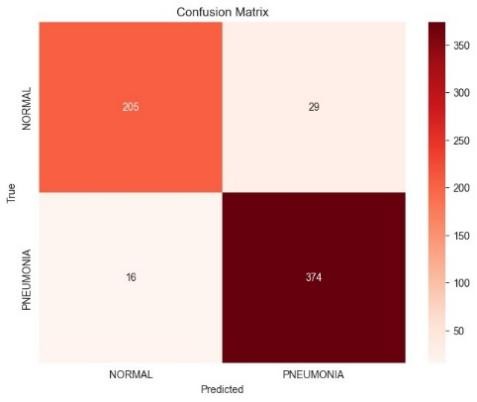 Confusion Matrix
NORMAL
205
29
350
300
250
200
150
100
50
True
PNEUMONIA
16
374
NORMAL
PNEUMONIA
Predicted